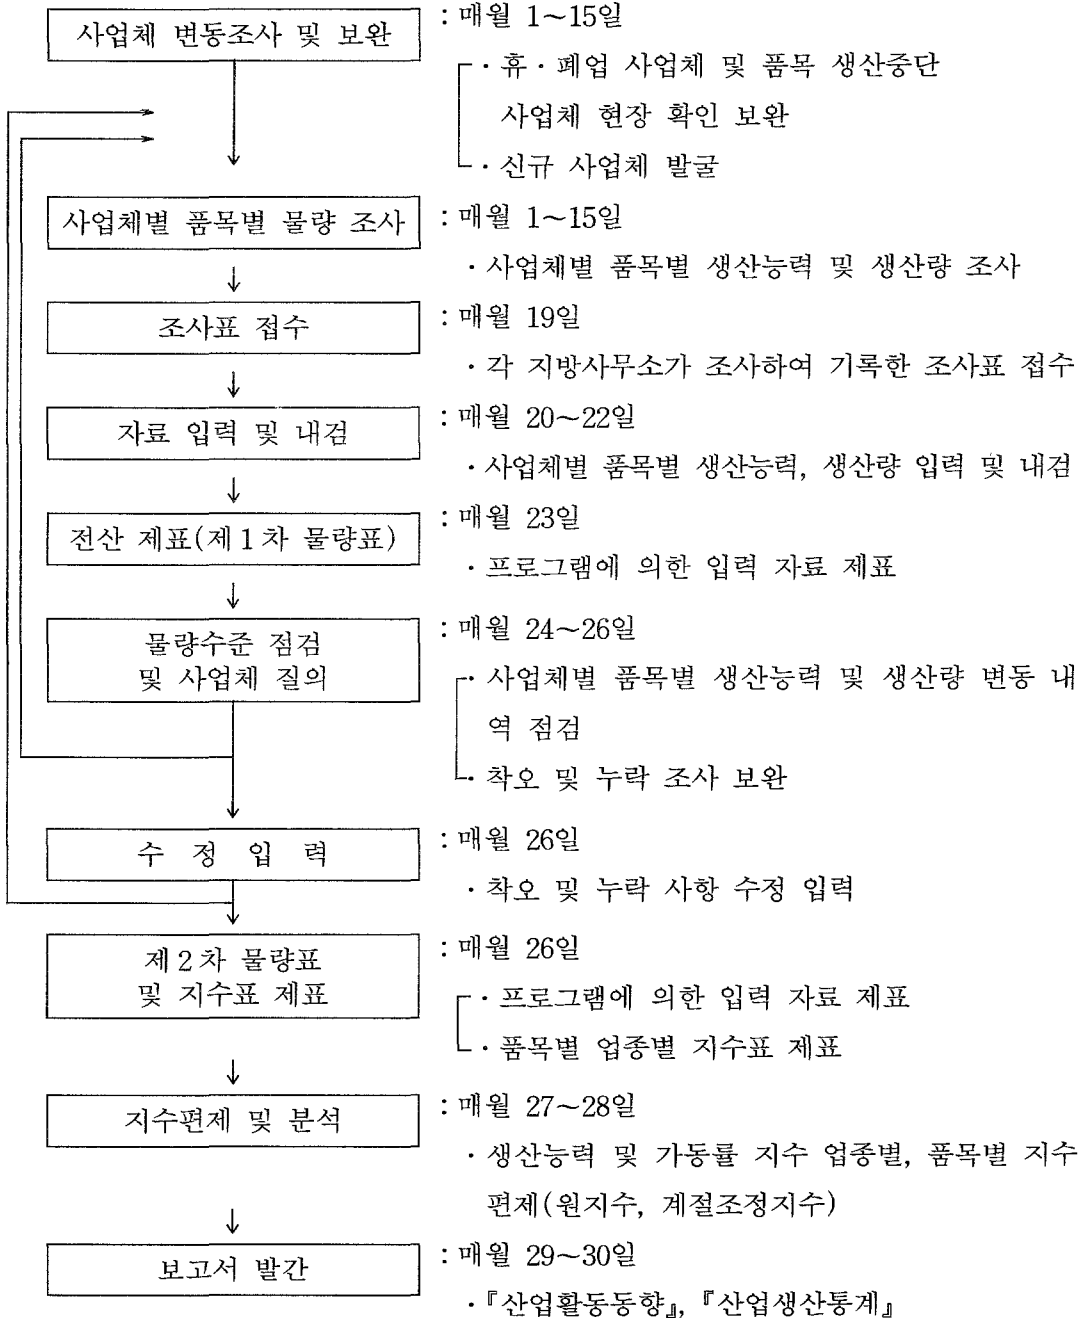 사업체 변동조사 및 보완
: 매월 1~15일
· 휴 · 폐업 사업체 및 품목 생산중단
사업체 현장 확인 보완
· 신규 사업체 발굴
사업체별 품목별 물량 조사
: 매월 1~15일
· 사업체별 품목별 생산능력 및 생산량 조사
조사표 접수
: 매월 19일
· 각 지방사무소가 조사하여 기록한 조사표 접수
자료 입력 및 내검
: 매월 20~22일
· 사업체별 품목별 생산능력, 생산량 입력 및 내검
전산 제표(제1차 물량표)
: 매월 23일
· 프로그램에 의한 입력 자료 제표
물량수준 점검
및 사업체 질의
: 매월 24~26일
· 사업체별 품목별 생산능력 및 생산량 변동 내
역 점검
· 착오 및 누락 조사 보완
수 정 입 력
: 매월 26일
· 착오 및 누락 사항 수정 입력
제2차 물량표
및 지수표 제표
: 매월 26일
· 프로그램에 의한 입력 자료 제표
· 품목별 업종별 지수표 제표
지수편제 및 분석
: 매월 27~28일
· 생산능력 및 가동률 지수 업종별, 품목별 지수
편제(원지수, 계절조정지수)
보고서 발간
: 매월 29~30일
· 『산업활동동향』, 『산업생산통계』